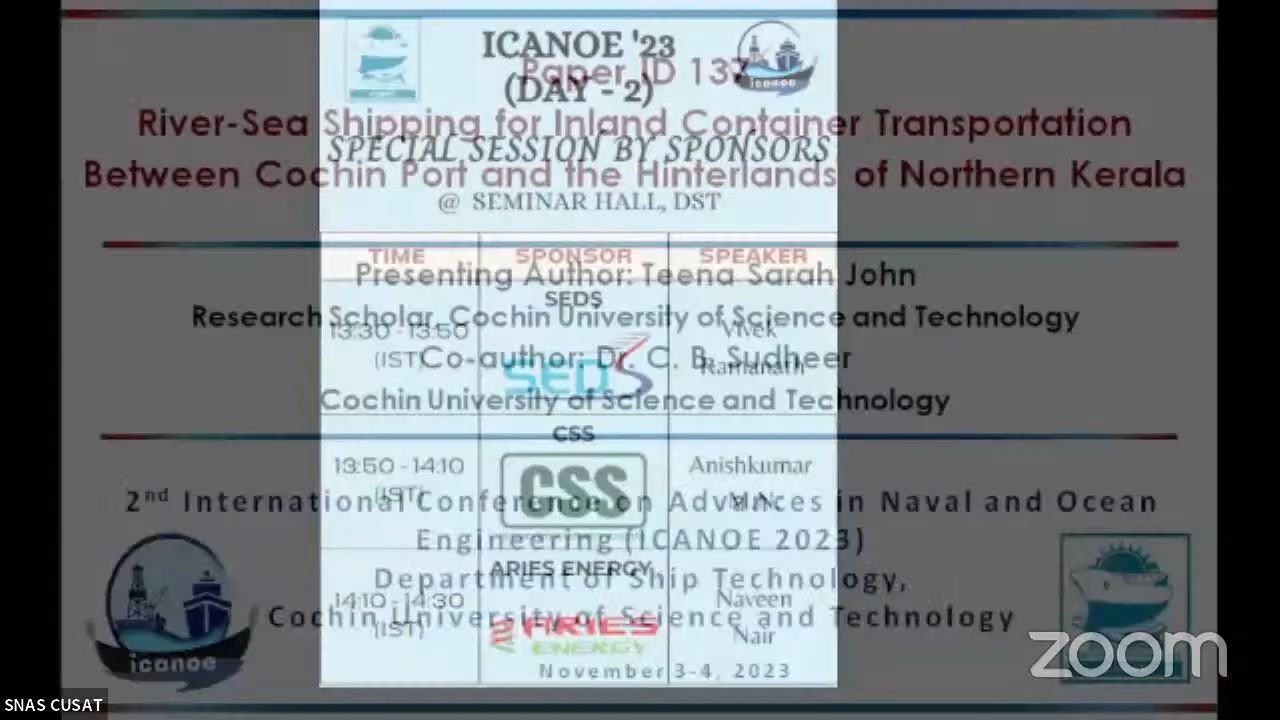 ICANOE '23
(DAY - 2)
SPECIAL SESSION BY SPONSORS
@ SEMINAR HALL, DST
TIME SPONSOR SPEAKER
SEDS
13:30 - 13:50 (IST)
SEDS
Vivek Ramanath
CSS
13:50 - 14:10 (IST)
CSS
Anishkumar M.N.
ARIES ENERGY
14:10 - 14:30 (IST)
ARIES ENERGY
Naveen Nair
icanoe
Paper ID 137
River-Sea Shipping for Inland Container Transportation
Between Cochin Port and the Hinterlands of Northern Kerala
Presenting Author: Teena Sarah John
Research Scholar, Cochin University of Science and Technology
Co-author: Dr. C. B. Sudheer
Cochin University of Science and Technology
2nd International Conference on Advances in Naval and Ocean
Engineering (ICANOE 2023)
Department of Ship Technology,
Cochin University of Science and Technology
November 3-4, 2023
icanoe
zoom
SNAS CUSAT